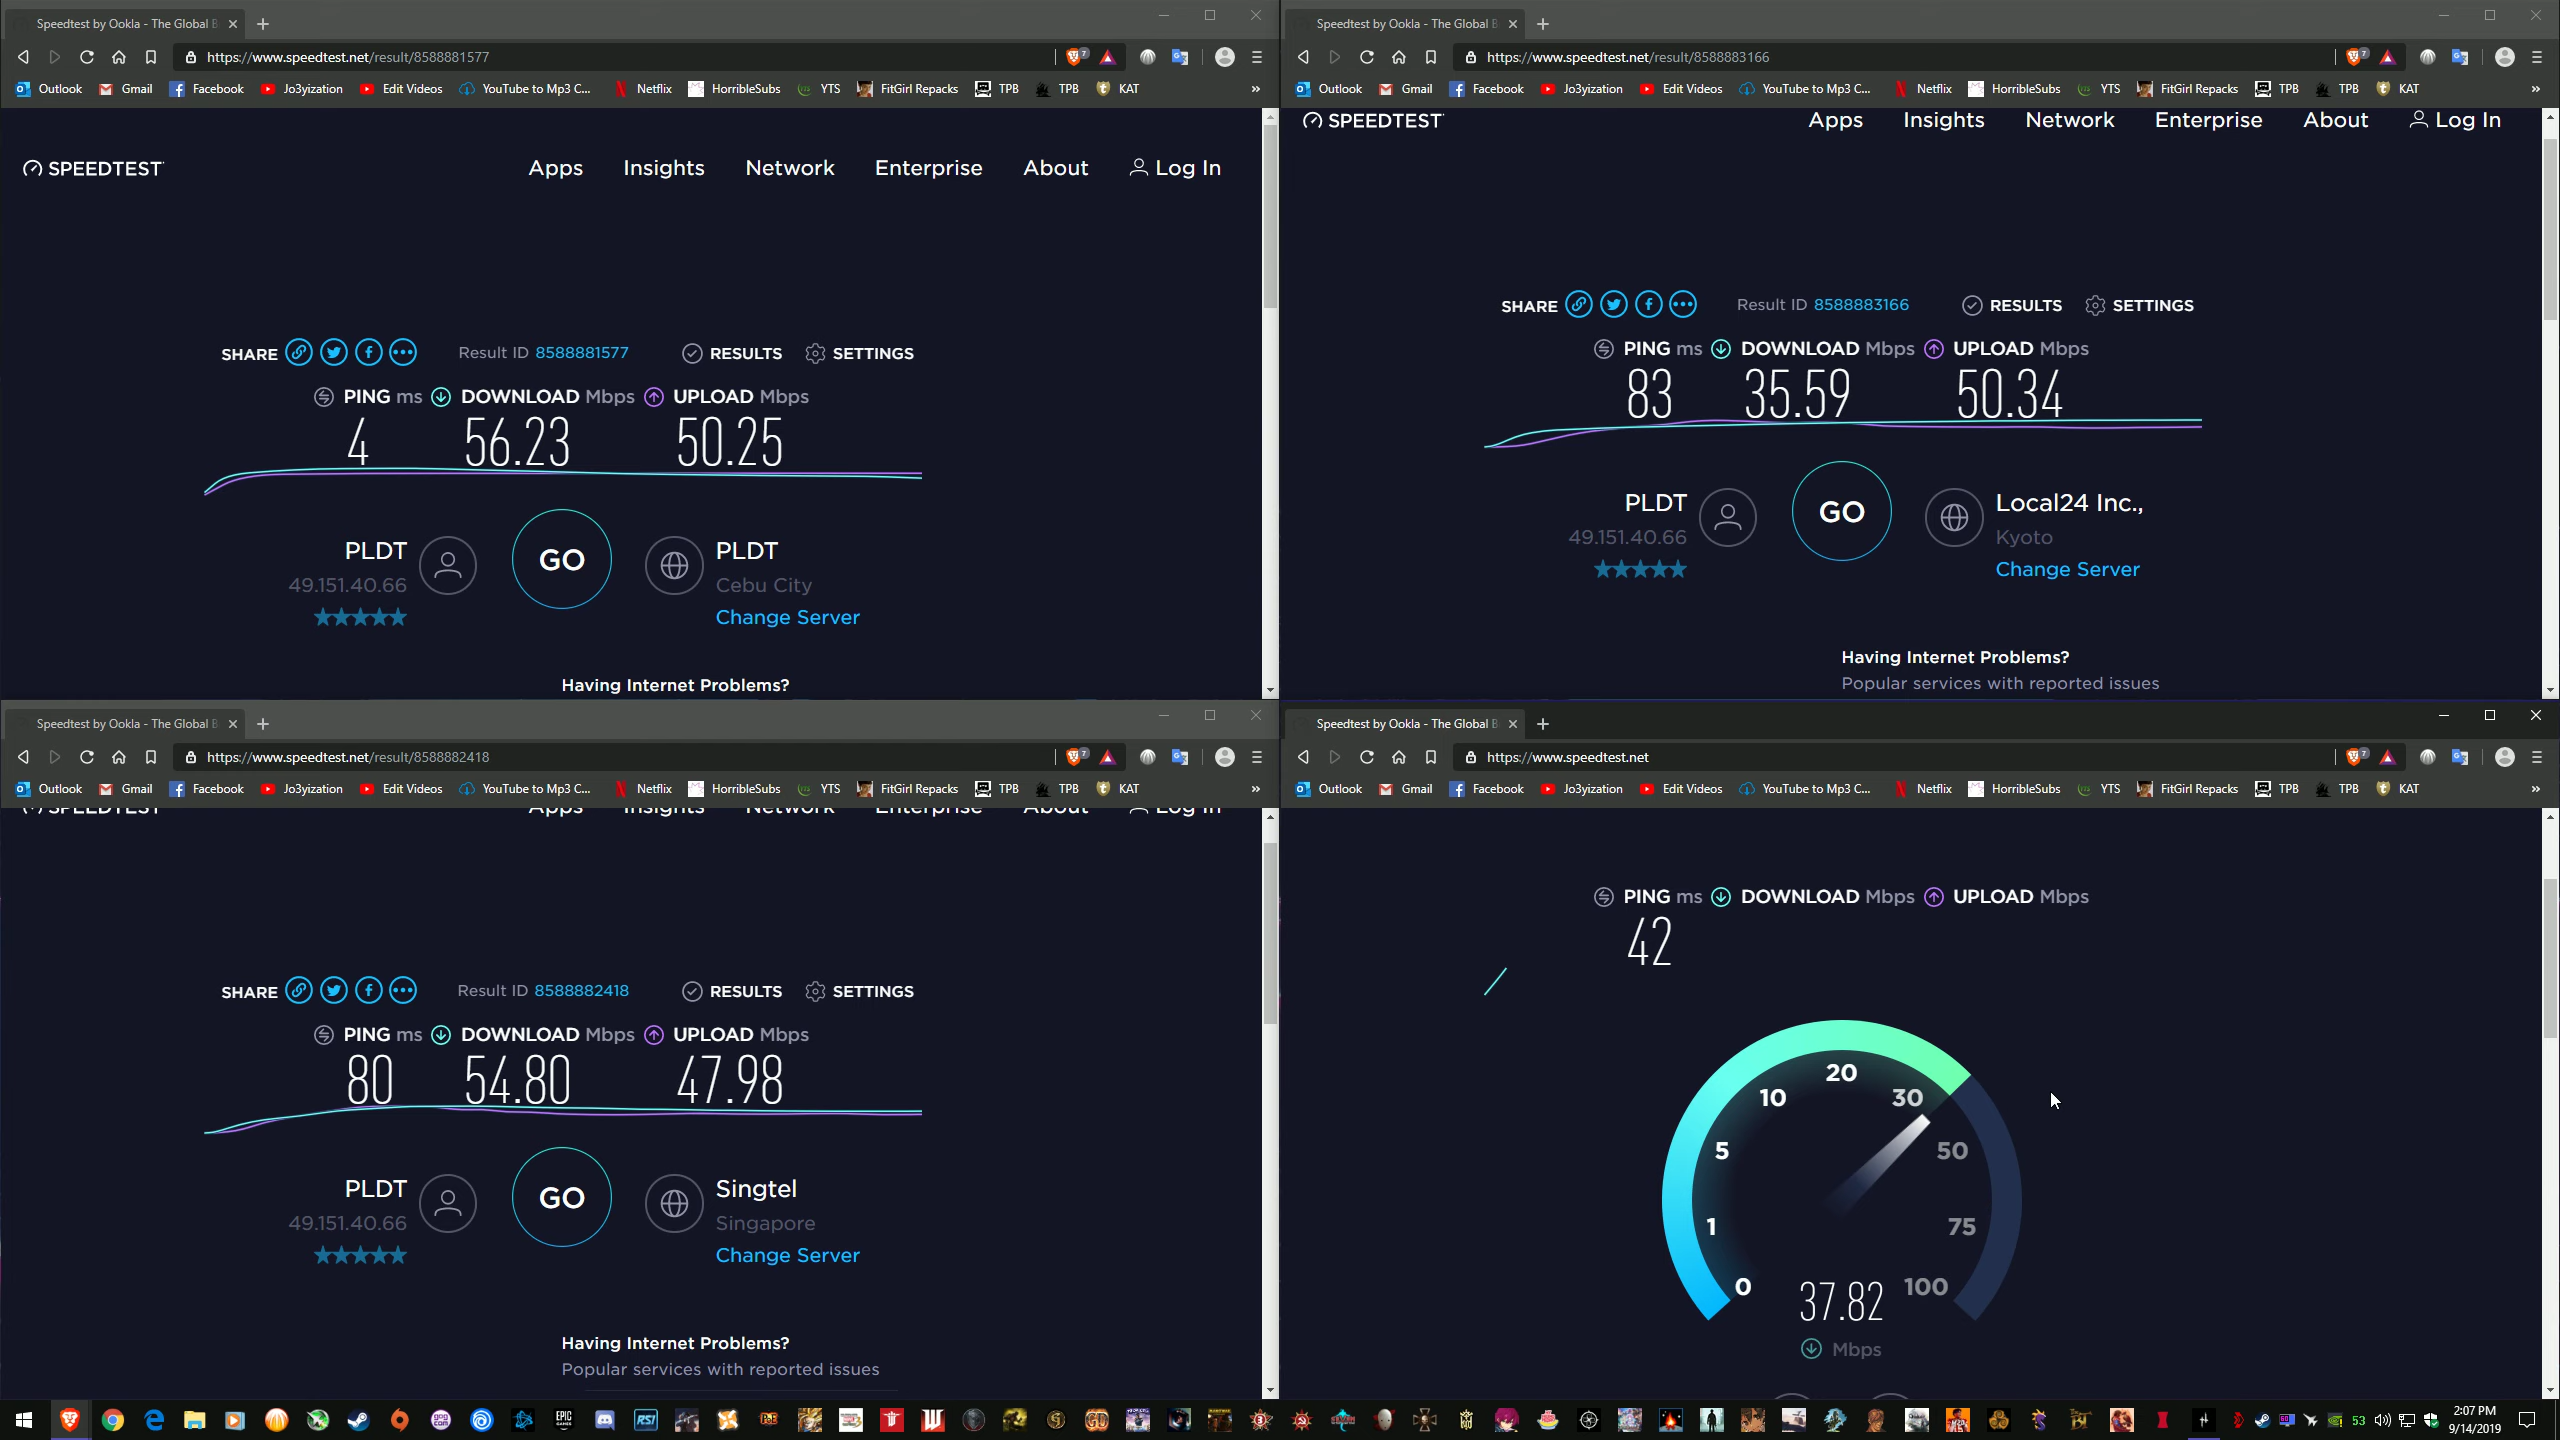 Speedtest by Ookla - The Global B
https://www.speedtest.net/result/8588881577
7
Outlook Gmail Facebook Jo3yization Edit Videos YouTube to Mp3 C... Netflix HorribleSubs YTS FitGirl Repacks TPB TPB KAT »
SPEEDTEST Apps Insights Network Enterprise About Log In
SHARE Result ID 8588881577 RESULTS SETTINGS
PING ms DOWNLOAD Mbps UPLOAD Mbps
4 56.23 50.25
PLDT GO PLDT
49.151.40.66 Cebu City
Change Server
Having Internet Problems?
Speedtest by Ookla - The Global B
https://www.speedtest.net/result/8588883166
7
Outlook Gmail Facebook Jo3yization Edit Videos YouTube to Mp3 C... Netflix HorribleSubs YTS FitGirl Repacks TPB TPB KAT »
SPEEDTEST Apps Insights Network Enterprise About Log In
SHARE Result ID 8588883166 RESULTS SETTINGS
PING ms DOWNLOAD Mbps UPLOAD Mbps
83 35.59 50.34
PLDT GO Local24 Inc.,
49.151.40.66 Kyoto
Change Server
Having Internet Problems?
Popular services with reported issues
Speedtest by Ookla - The Global B
https://www.speedtest.net/result/8588882418
7
Outlook Gmail Facebook Jo3yization Edit Videos YouTube to Mp3 C... Netflix HorribleSubs YTS FitGirl Repacks TPB TPB KAT »
SPEEDTEST Apps Insights Network Enterprise About Log In
SHARE Result ID 8588882418 RESULTS SETTINGS
PING ms DOWNLOAD Mbps UPLOAD Mbps
80 54.80 47.98
PLDT GO Singtel
49.151.40.66 Singapore
Change Server
Having Internet Problems?
Popular services with reported issues
Speedtest by Ookla - The Global B
https://www.speedtest.net
7
Outlook Gmail Facebook Jo3yization Edit Videos YouTube to Mp3 C... Netflix HorribleSubs YTS FitGirl Repacks TPB TPB KAT »
PING ms DOWNLOAD Mbps UPLOAD Mbps
42
20
10 30
5 50
1 75
0 100
37.82
Mbps
53 2:07 PM
9/14/2019